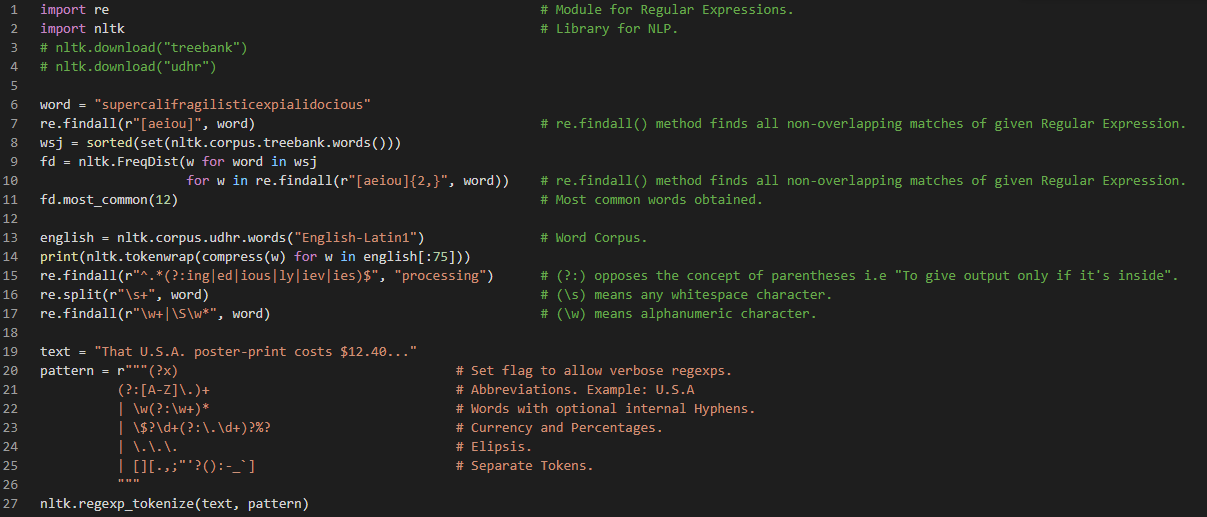 1 import re # Module for Regular Expressions.
2 import nltk # Library for NLP.
3 # nltk.download("treebank")
4 # nltk.download("udhr")
5
6 word = "supercalifragilisticexpialidocious"
7 re.findall(r"[aeiou]", word) # re.findall() method finds all non-overlapping matches of given Regular Expression.
8 wsj = sorted(set(nltk.corpus.treebank.words()))
9 fd = nltk.FreqDist(w for word in wsj
10 for w in re.findall(r"[aeiou]{2,}", word)) # re.findall() method finds all non-overlapping matches of given Regular Expression.
11 fd.most_common(12) # Most common words obtained.
12
13 english = nltk.corpus.udhr.words("English-Latin1") # Word Corpus.
14 print(nltk.tokenwrap(compress(w) for w in english[:75]))
15 re.findall(r"^.*(?:ing|ed|ious|ly|iev|ies)$", "processing") # (?:) opposes the concept of parentheses i.e "To give output only if it's inside".
16 re.split(r"\s+", word) # (\s) means any whitespace character.
17 re.findall(r"\w+|\S\w*", word) # (\w) means alphanumeric character.
18
19 text = "That U.S.A. poster-print costs $12.40..."
20 pattern = r"""(?x) # Set flag to allow verbose regexps.
21 (?:[A-Z]\.)+ # Abbreviations. Example: U.S.A
22 | \w(?:\w+)* # Words with optional internal Hyphens.
23 | \$?\d+(?:\.\d+)?%? # Currency and Percentages.
24 | \.\.\. # Elipsis.
25 | [][.,;"'?():-_`] # Separate Tokens.
26 """
27 nltk.regexp_tokenize(text, pattern)